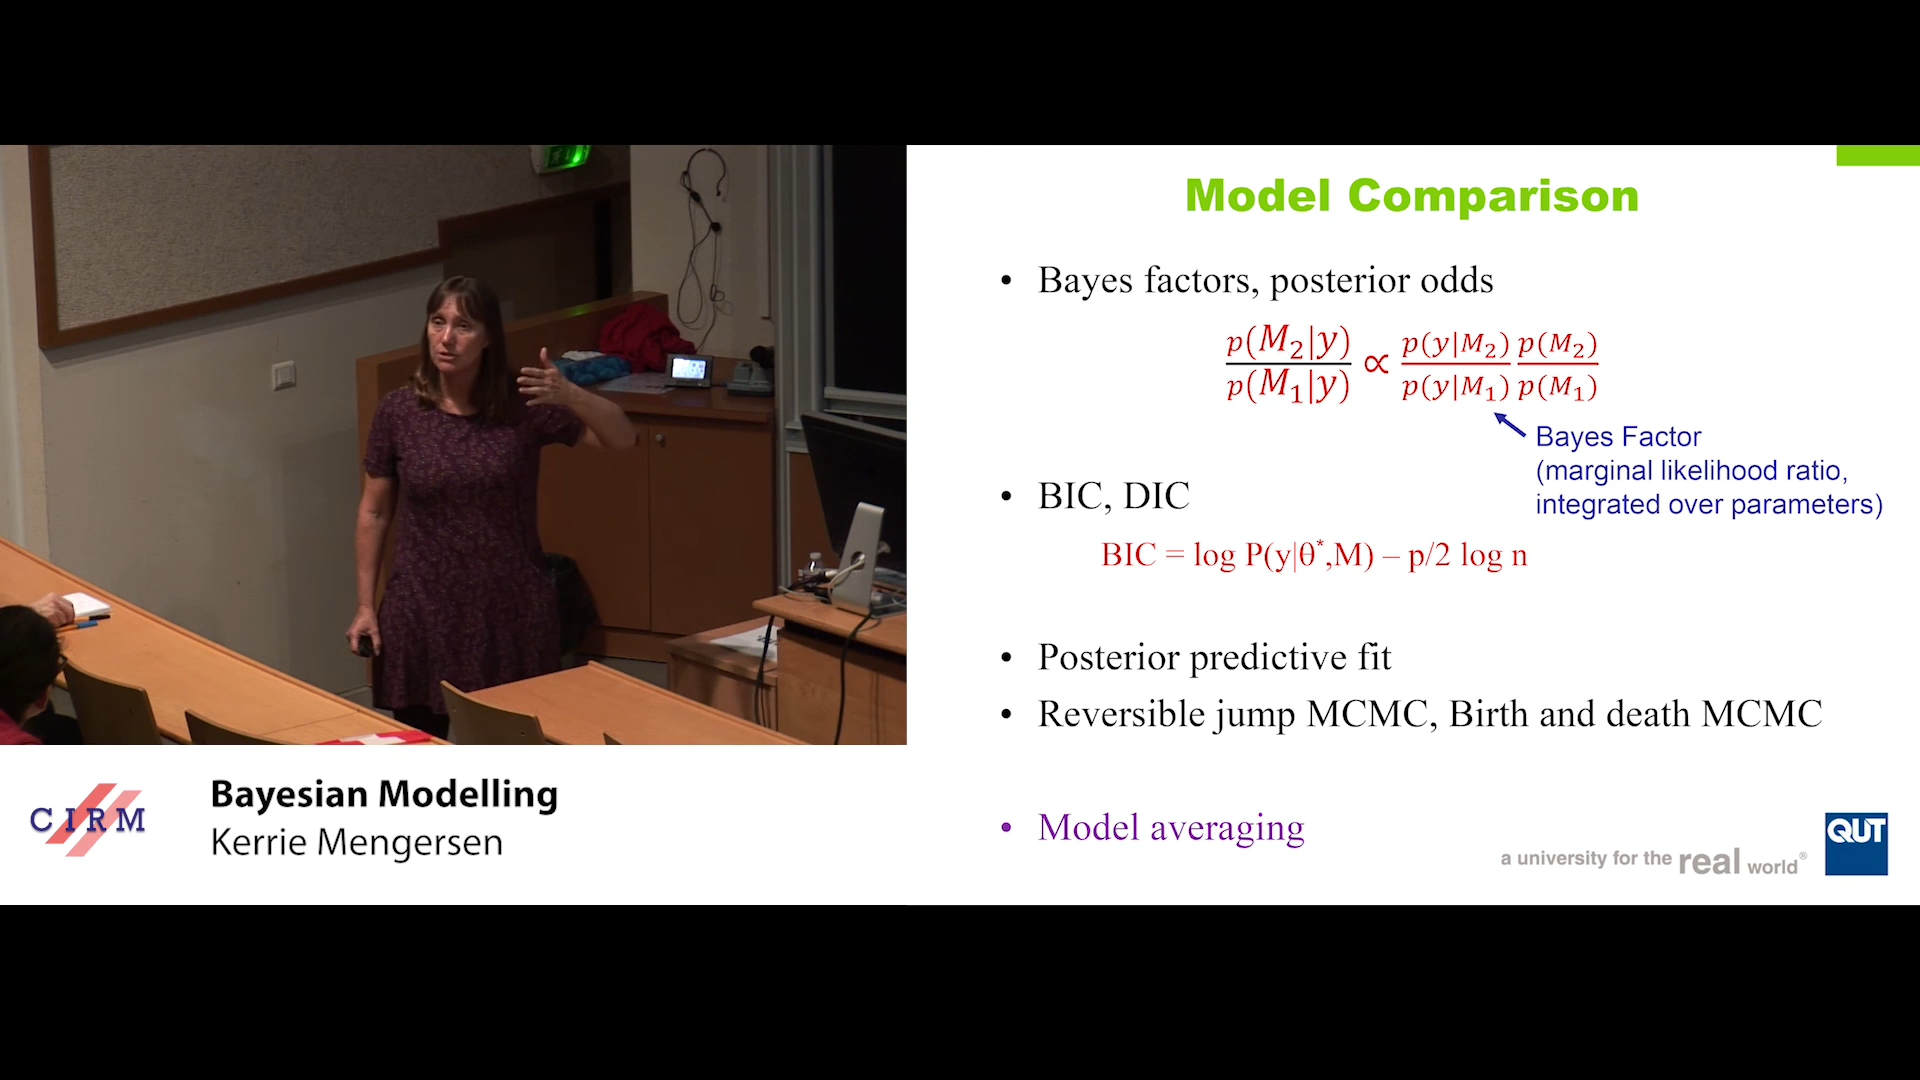 Model Comparison
• Bayes factors, posterior odds
p(M₂|y) / p(M₁|y) ∝ p(y|M₂) / p(y|M₁) p(M₂) / p(M₁)
Bayes Factor
(marginal likelihood ratio,
integrated over parameters)
• BIC, DIC
BIC = log P(y|θ*,M) – p/2 log n
• Posterior predictive fit
• Reversible jump MCMC, Birth and death MCMC
• Model averaging
a university for the real world®
QUT
CIRM
Bayesian Modelling
Kerrie Mengersen